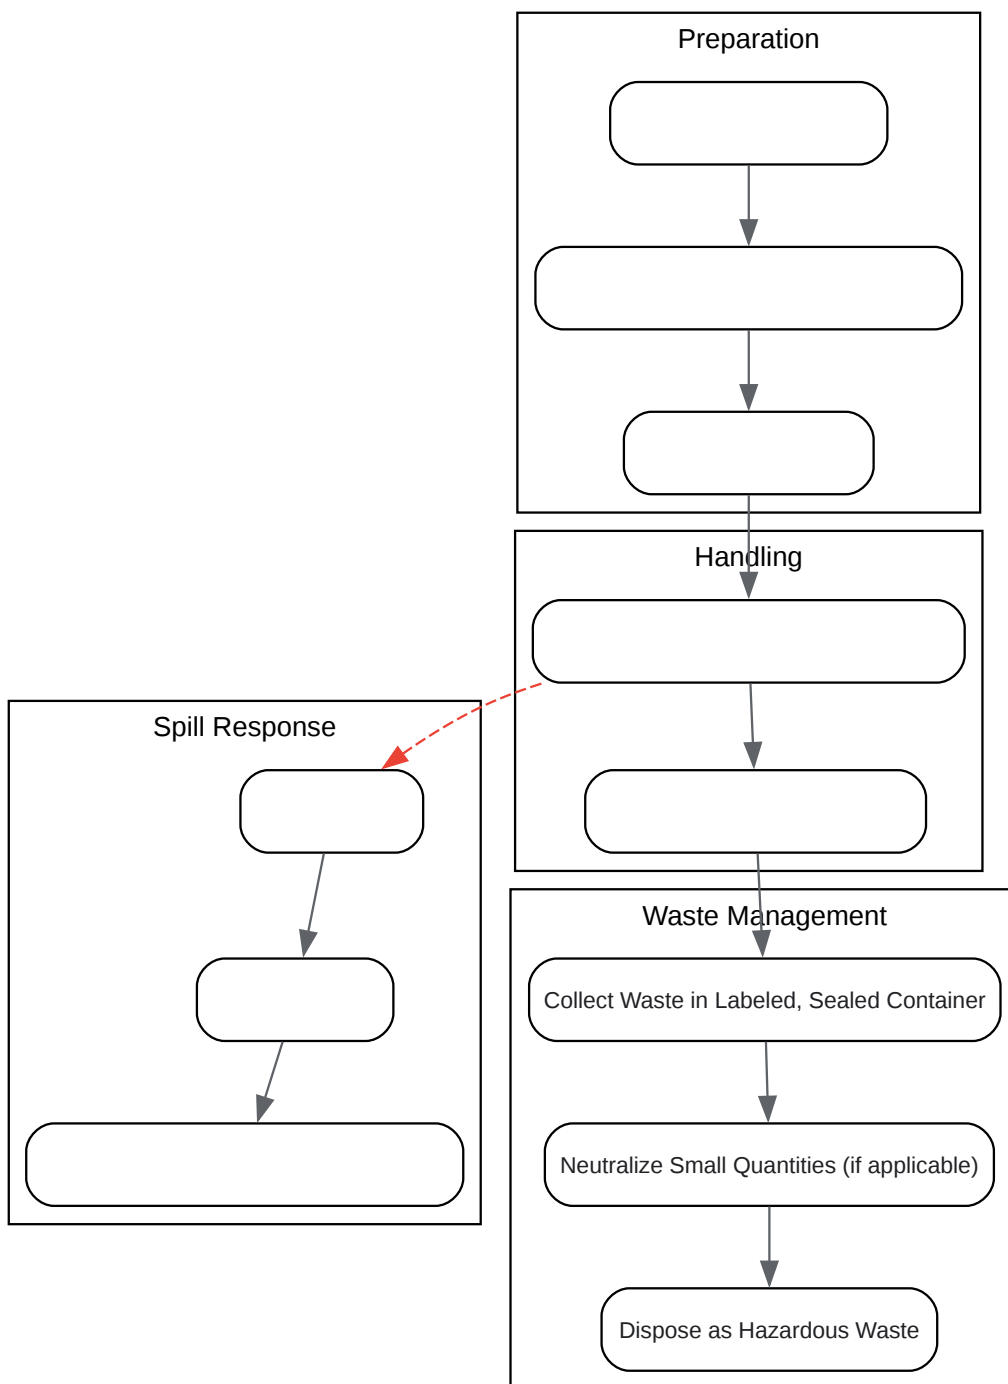 Preparation
Handling
Spill Response
Waste Management
Collect Waste in Labeled, Sealed Container
Neutralize Small Quantities (if applicable)
Dispose as Hazardous Waste